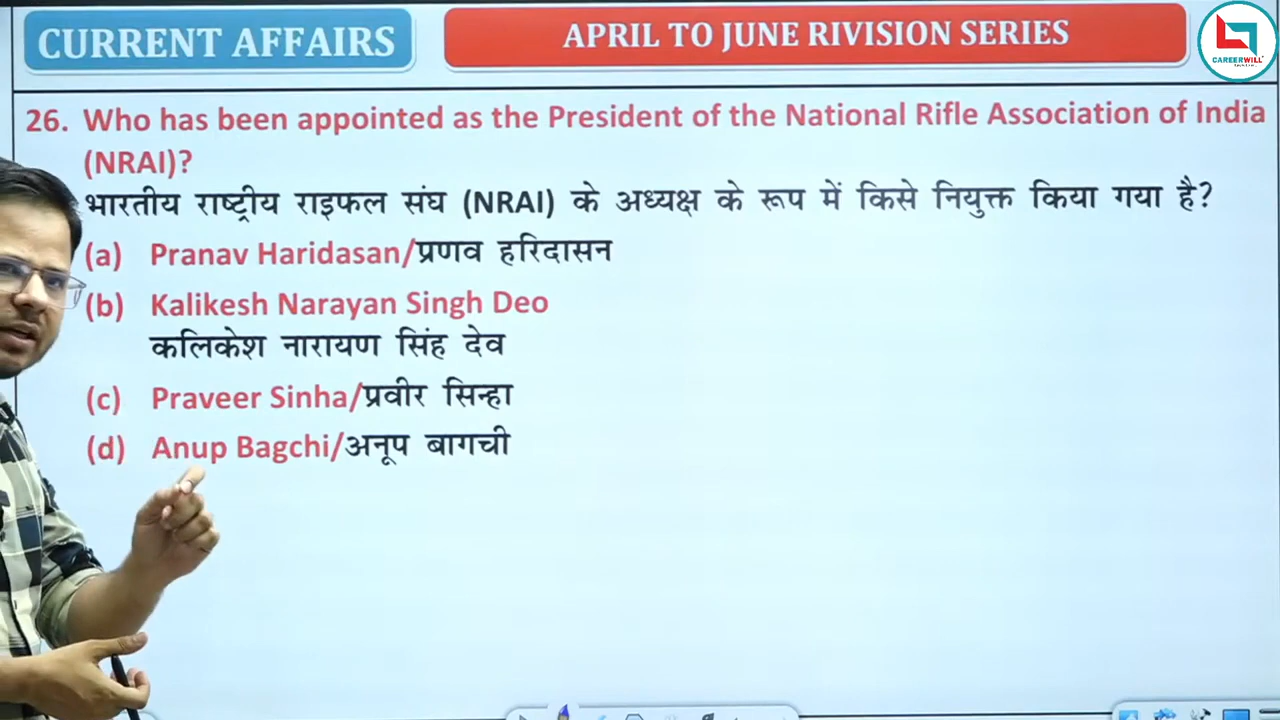 CURRENT AFFAIRS
APRIL TO JUNE RIVISION SERIES
CAREERWILL
26. Who has been appointed as the President of the National Rifle Association of India
(NRAI)?
भारतीय राष्ट्रीय राइफल संघ (NRAI) के अध्यक्ष के रूप में किसे नियुक्त किया गया है?
(a) Pranav Haridasan/प्रणव हरिदासन
(b) Kalikesh Narayan Singh Deo
कलिकेश नारायण सिंह देव
(c) Praveer Sinha/प्रवीर सिन्हा
(d) Anup Bagchi/अनूप बागची